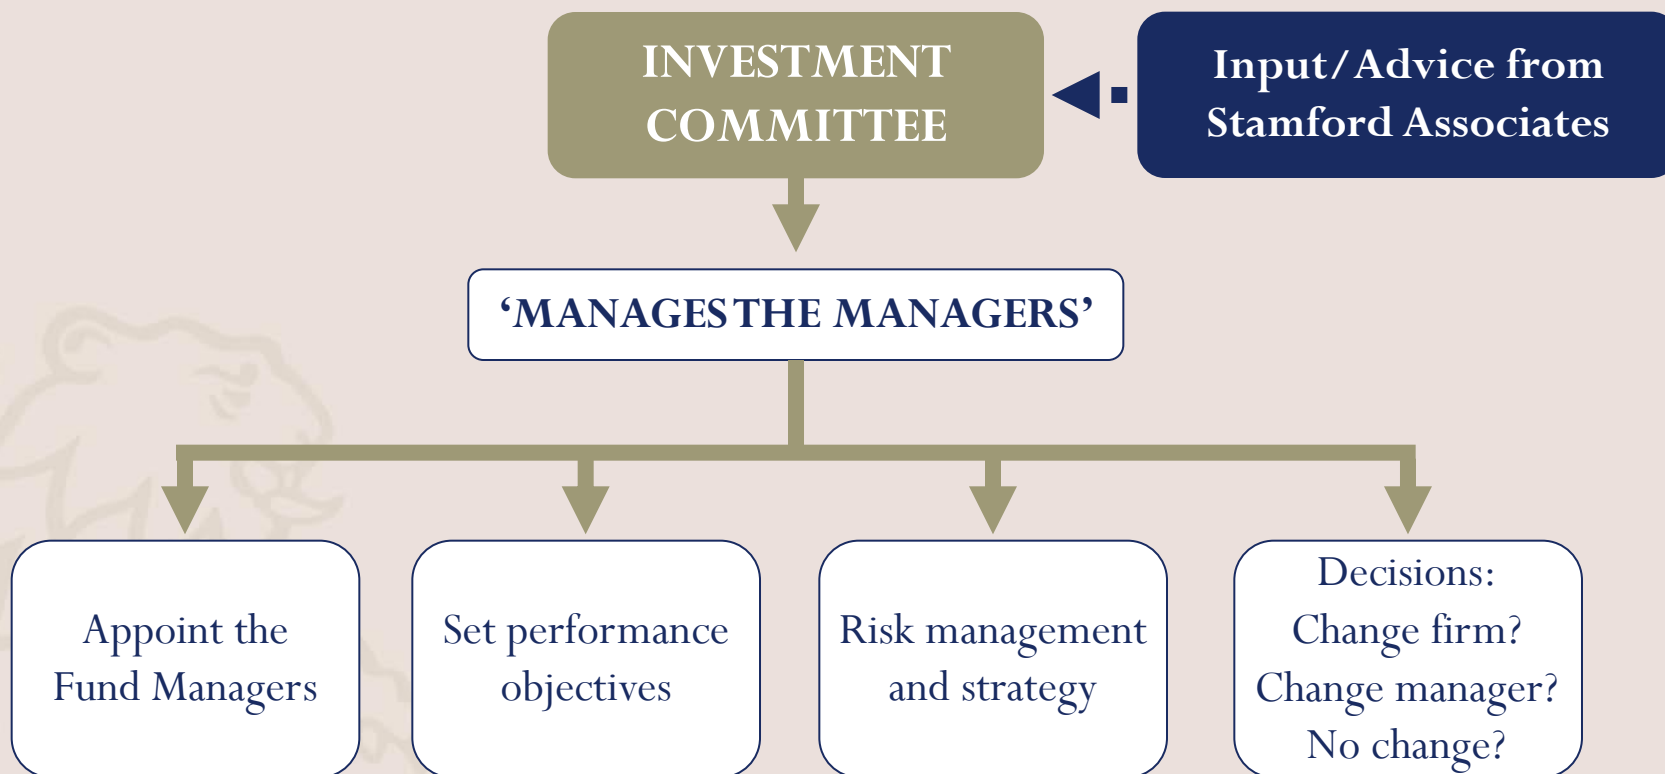 INVESTMENT
COMMITTEE
Input/Advice from
Stamford Associates
‘MANAGES THE MANAGERS’
Appoint the
Fund Managers
Set performance
objectives
Risk management
and strategy
Decisions:
Change firm?
Change manager?
No change?